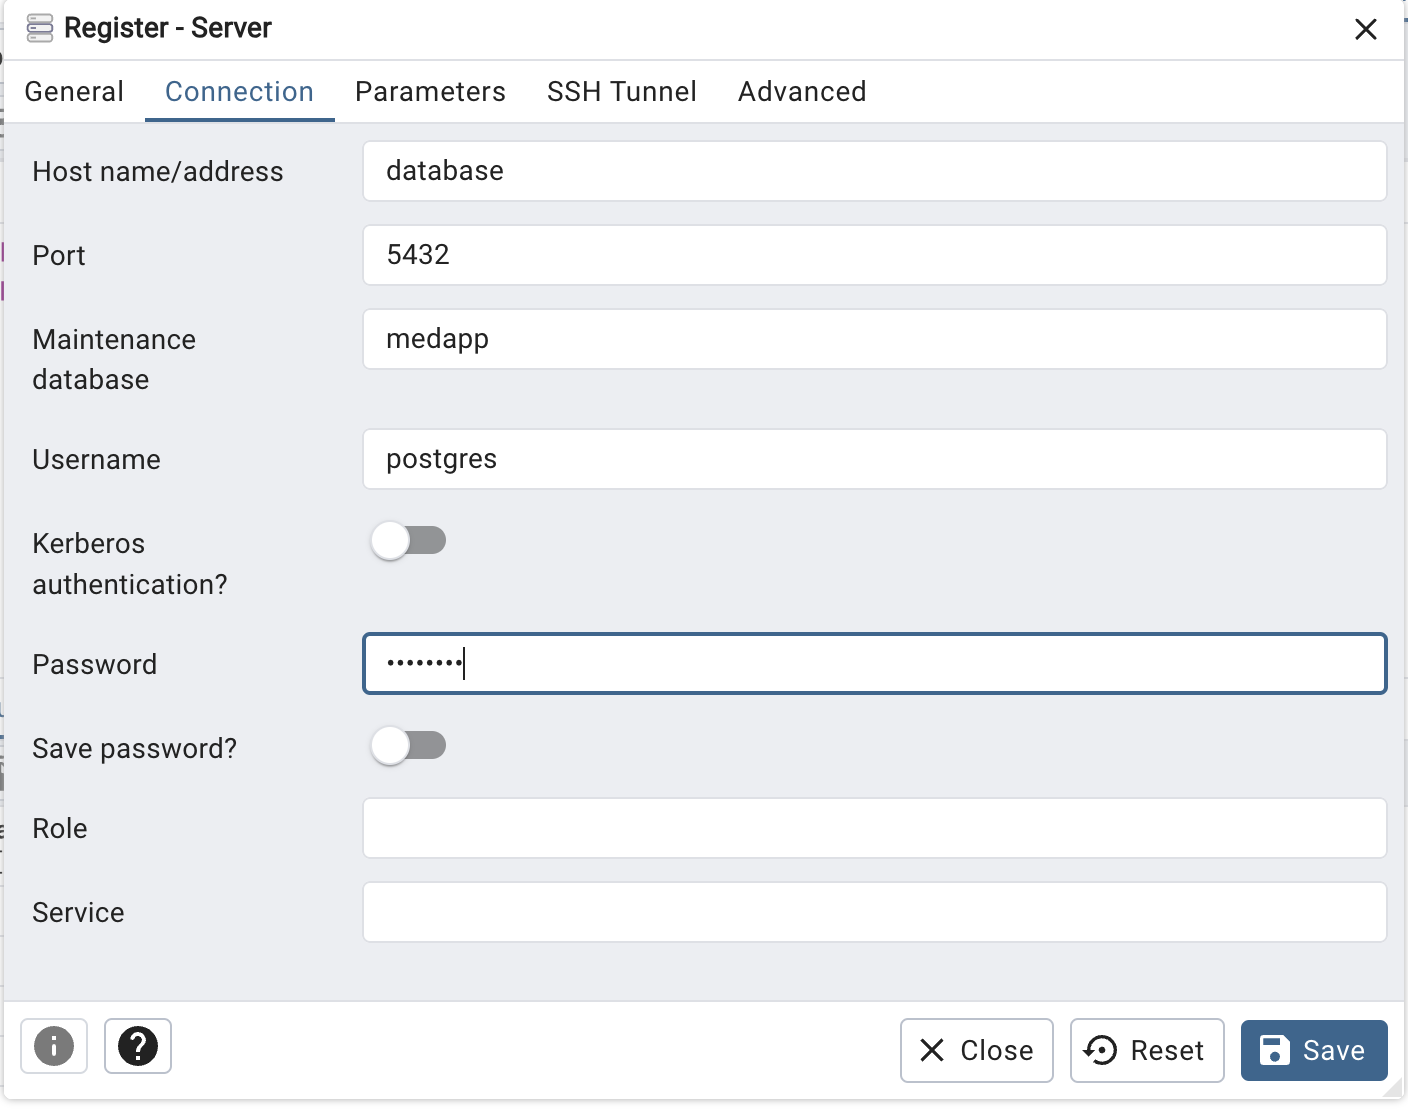 Register - Server
General Connection Parameters SSH Tunnel Advanced
Host name/address database
Port 5432
Maintenance database medapp
Username postgres
Kerberos authentication?
Password ••••••••
Save password?
Role
Service
Close Reset Save